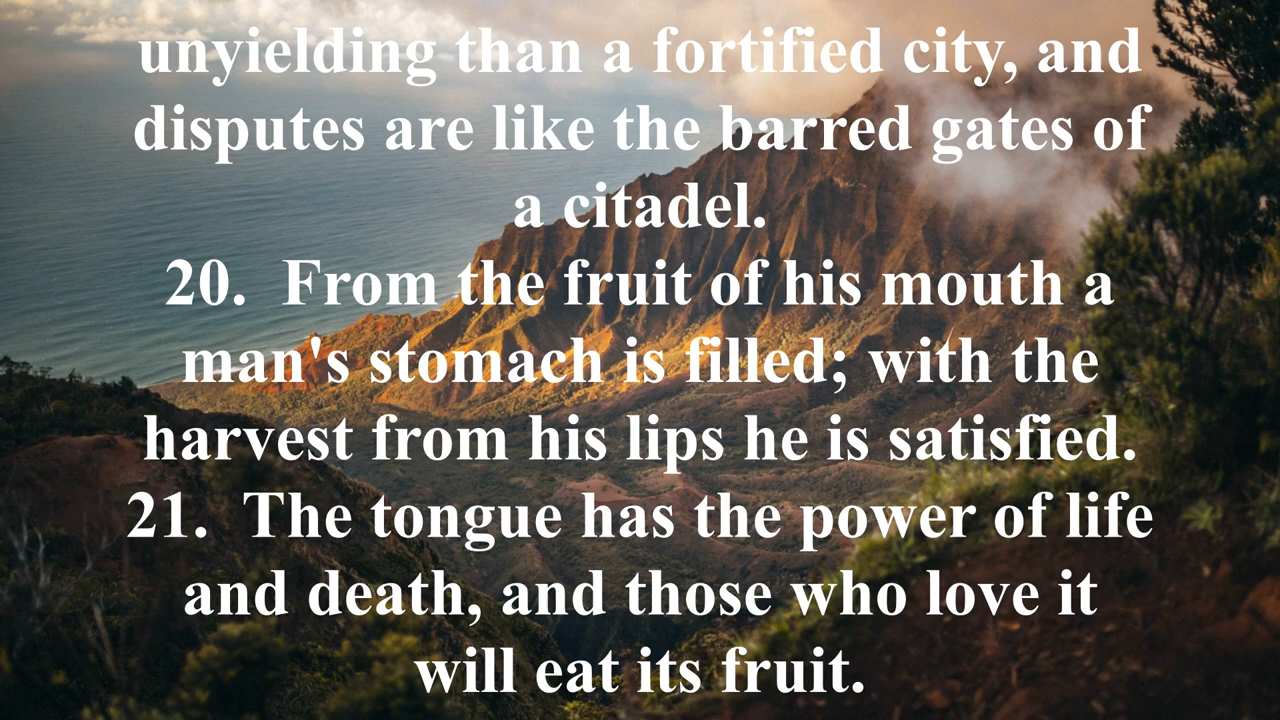 unyielding than a fortified city, and
disputes are like the barred gates of
a citadel.
20.  From the fruit of his mouth a
man's stomach is filled; with the
harvest from his lips he is satisfied.
21.  The tongue has the power of life
and death, and those who love it
will eat its fruit.